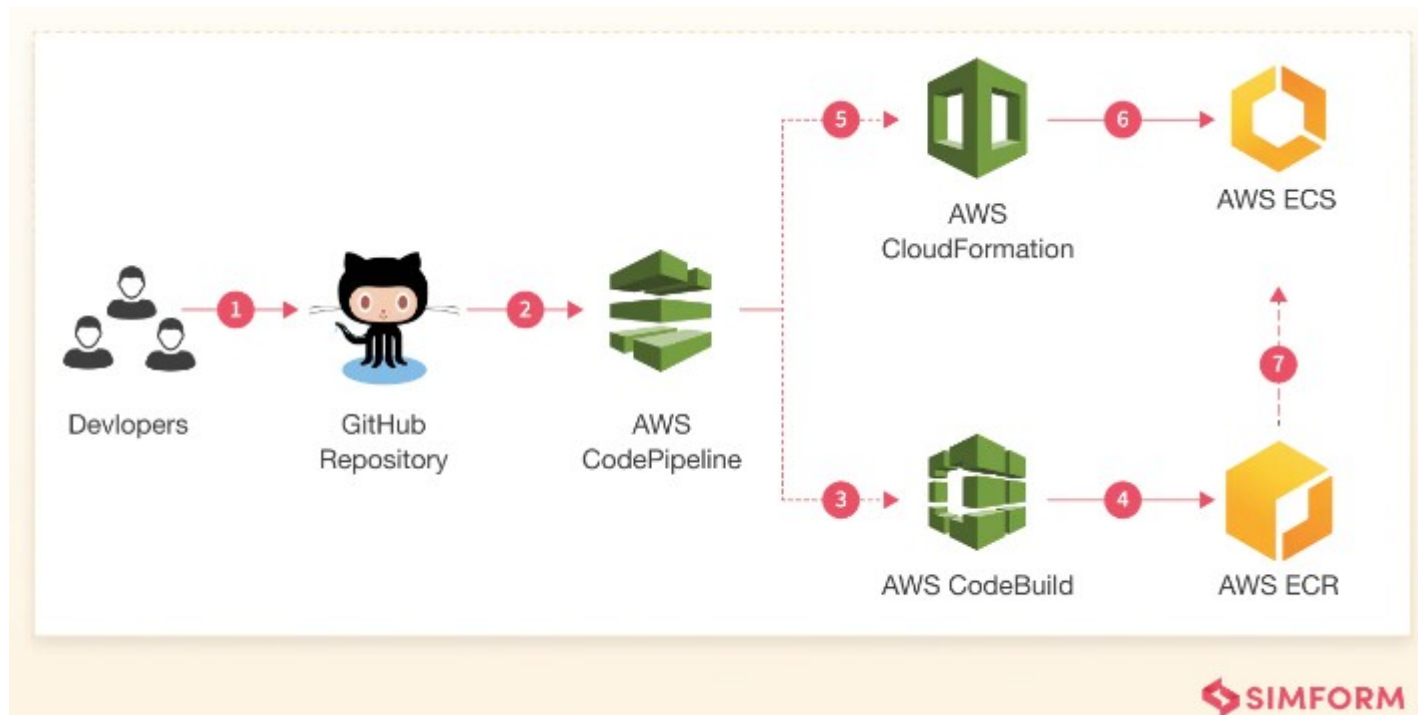 5
6
AWS
CloudFormation
AWS ECS
1
2
7
Devlopers
GitHub
Repository
AWS
CodePipeline
3
4
AWS CodeBuild
AWS ECR
SIMFORM